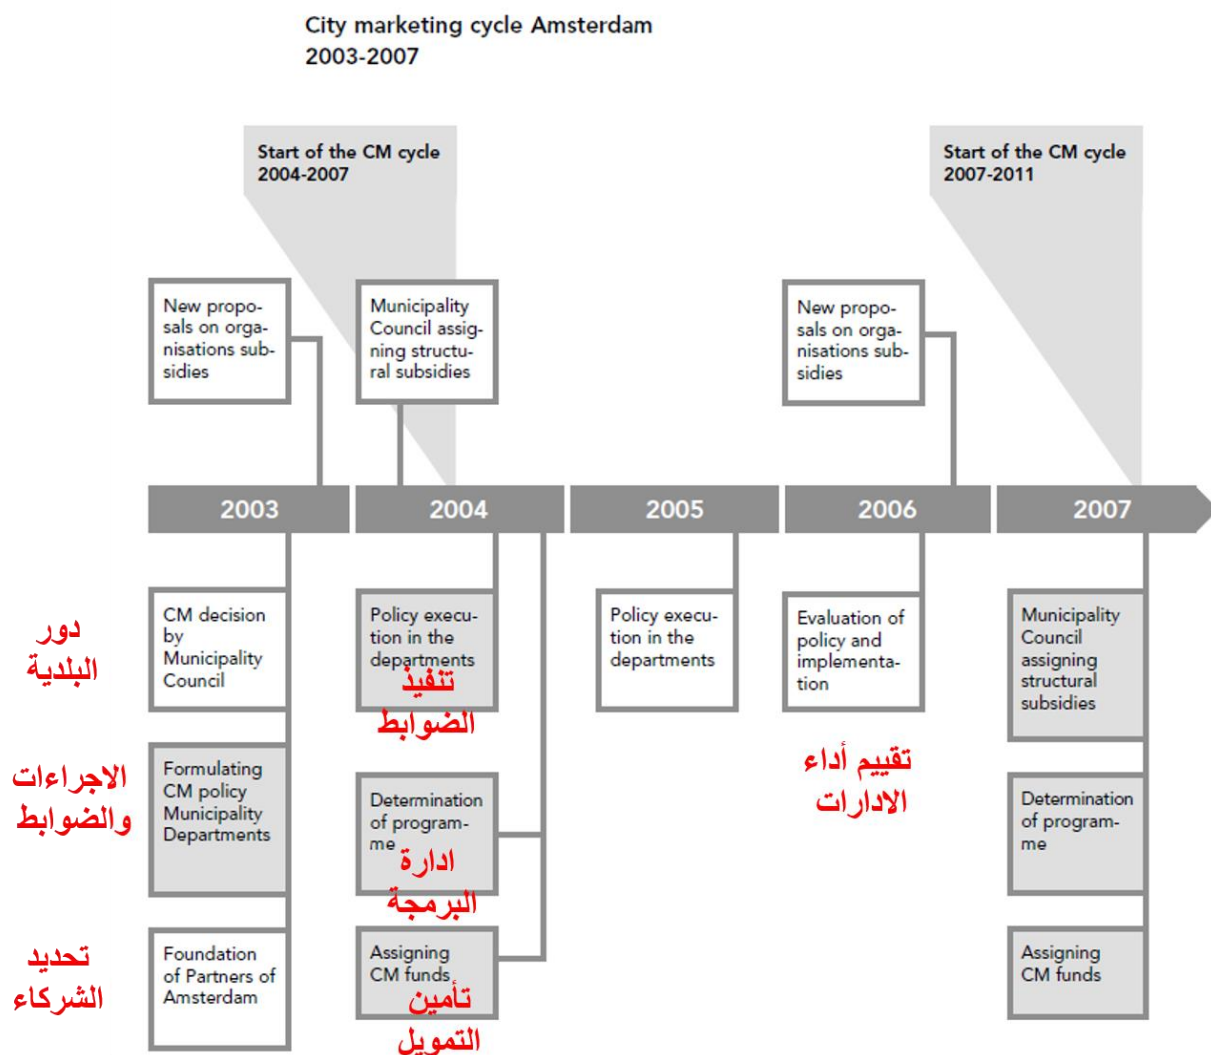 City marketing cycle Amsterdam
2003-2007
Start of the CM cycle
2004-2007
Start of the CM cycle
2007-2011
New propo-
sals on orga-
nisations sub-
sidies
Municipality
Council assig-
ning structu-
ral subsidies
New propo-
sals on orga-
nisations sub-
sidies
2003
2004
2005
2006
2007
دور
البلدية
CM decision
by
Municipality
Council
Policy execu-
tion in the
departments
تنفيذ
الضوابط
Policy execu-
tion in the
departments
Evaluation of
policy and
implementa-
tion
Municipality
Council
assigning
structural
subsidies
الاجراءات
والضوابط
Formulating
CM policy
Municipality
Departments
Determination
of program-
me
ادارة
البرمجة
تقييم أداء
الادارات
Determination
of program-
me
تحديد
الشركاء
Foundation
of Partners of
Amsterdam
Assigning
CM funds
تأمين
التمويل
Assigning
CM funds